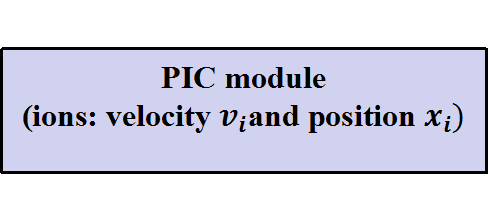 PIC module
(ions: velocity 𝒗ᵢand position 𝒙ᵢ)